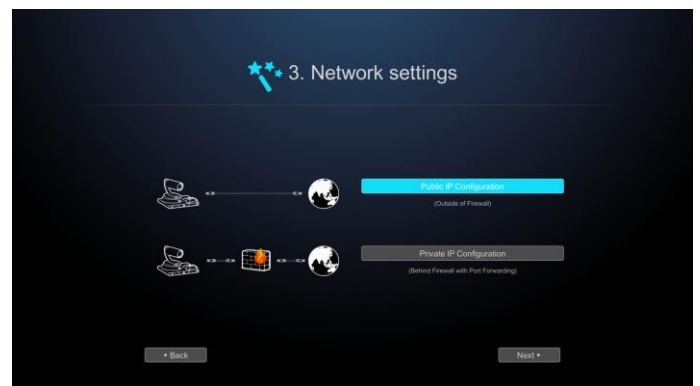 3. Network settings
Public IP Configuration
(Outside of Firewall)
Private IP Configuration
(Behind Firewall with Port Forwarding)
Back
Next